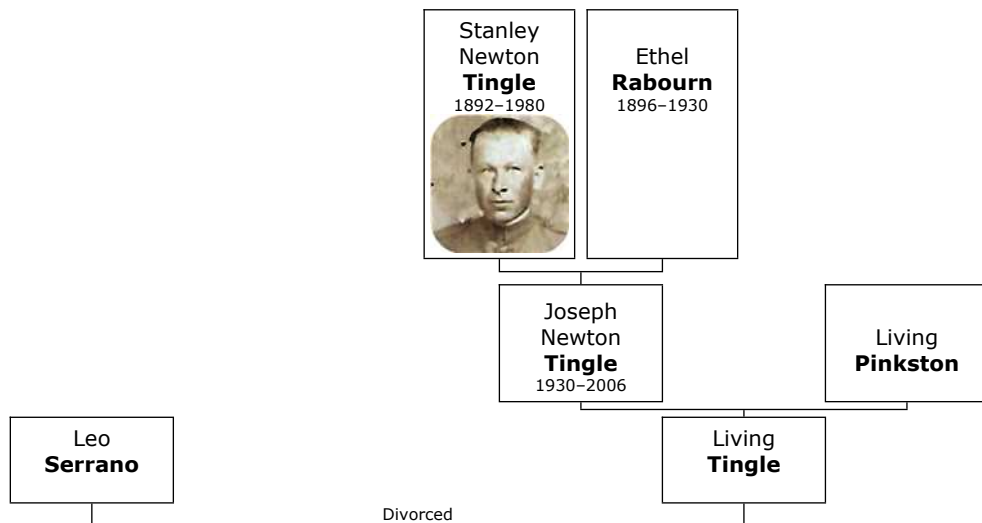 Stanley
Newton
Tingle
1892–1980
Ethel
Rabourn
1896–1930
Joseph
Newton
Tingle
1930–2006
Living
Pinkston
Leo
Serrano
Living
Tingle
Divorced